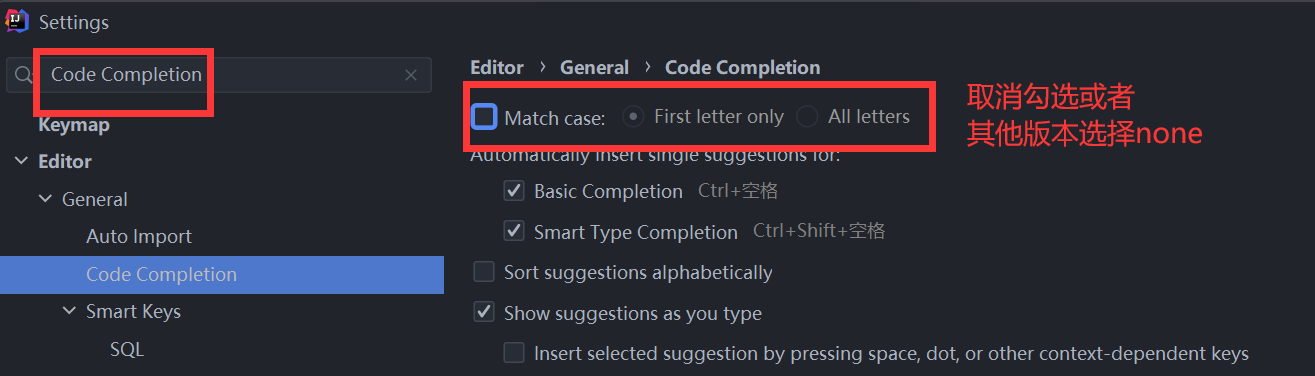 Settings
Code Completion
Keymap
Editor
General
Auto Import
Code Completion
Smart Keys
SQL
Editor › General › Code Completion
Match case: First letter only All letters
Automatically insert single suggestions for:
Basic Completion Ctrl+空格
Smart Type Completion Ctrl+Shift+空格
Sort suggestions alphabetically
Show suggestions as you type
Insert selected suggestion by pressing space, dot, or other context-dependent keys
取消勾选或者
其他版本选择none